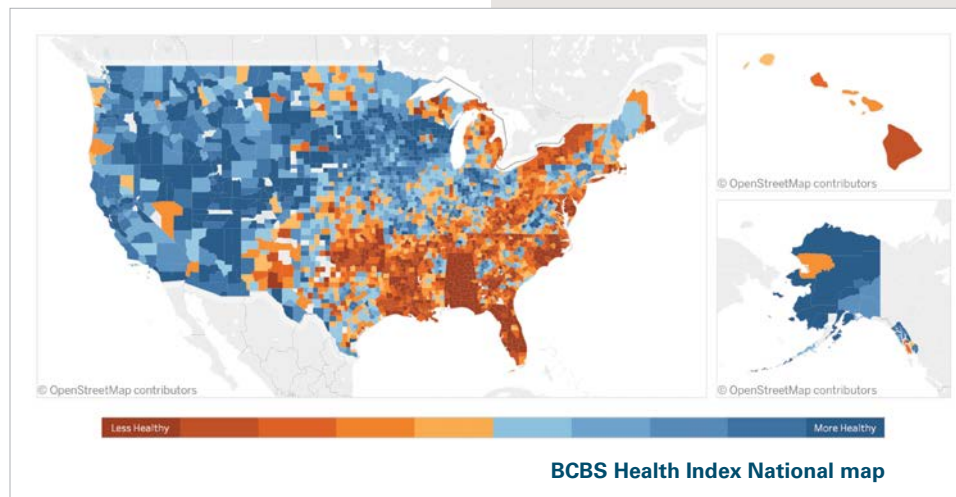 © OpenStreetMap contributors
© OpenStreetMap contributors
© OpenStreetMap contributors
Less Healthy
More Healthy
BCBS Health Index National map